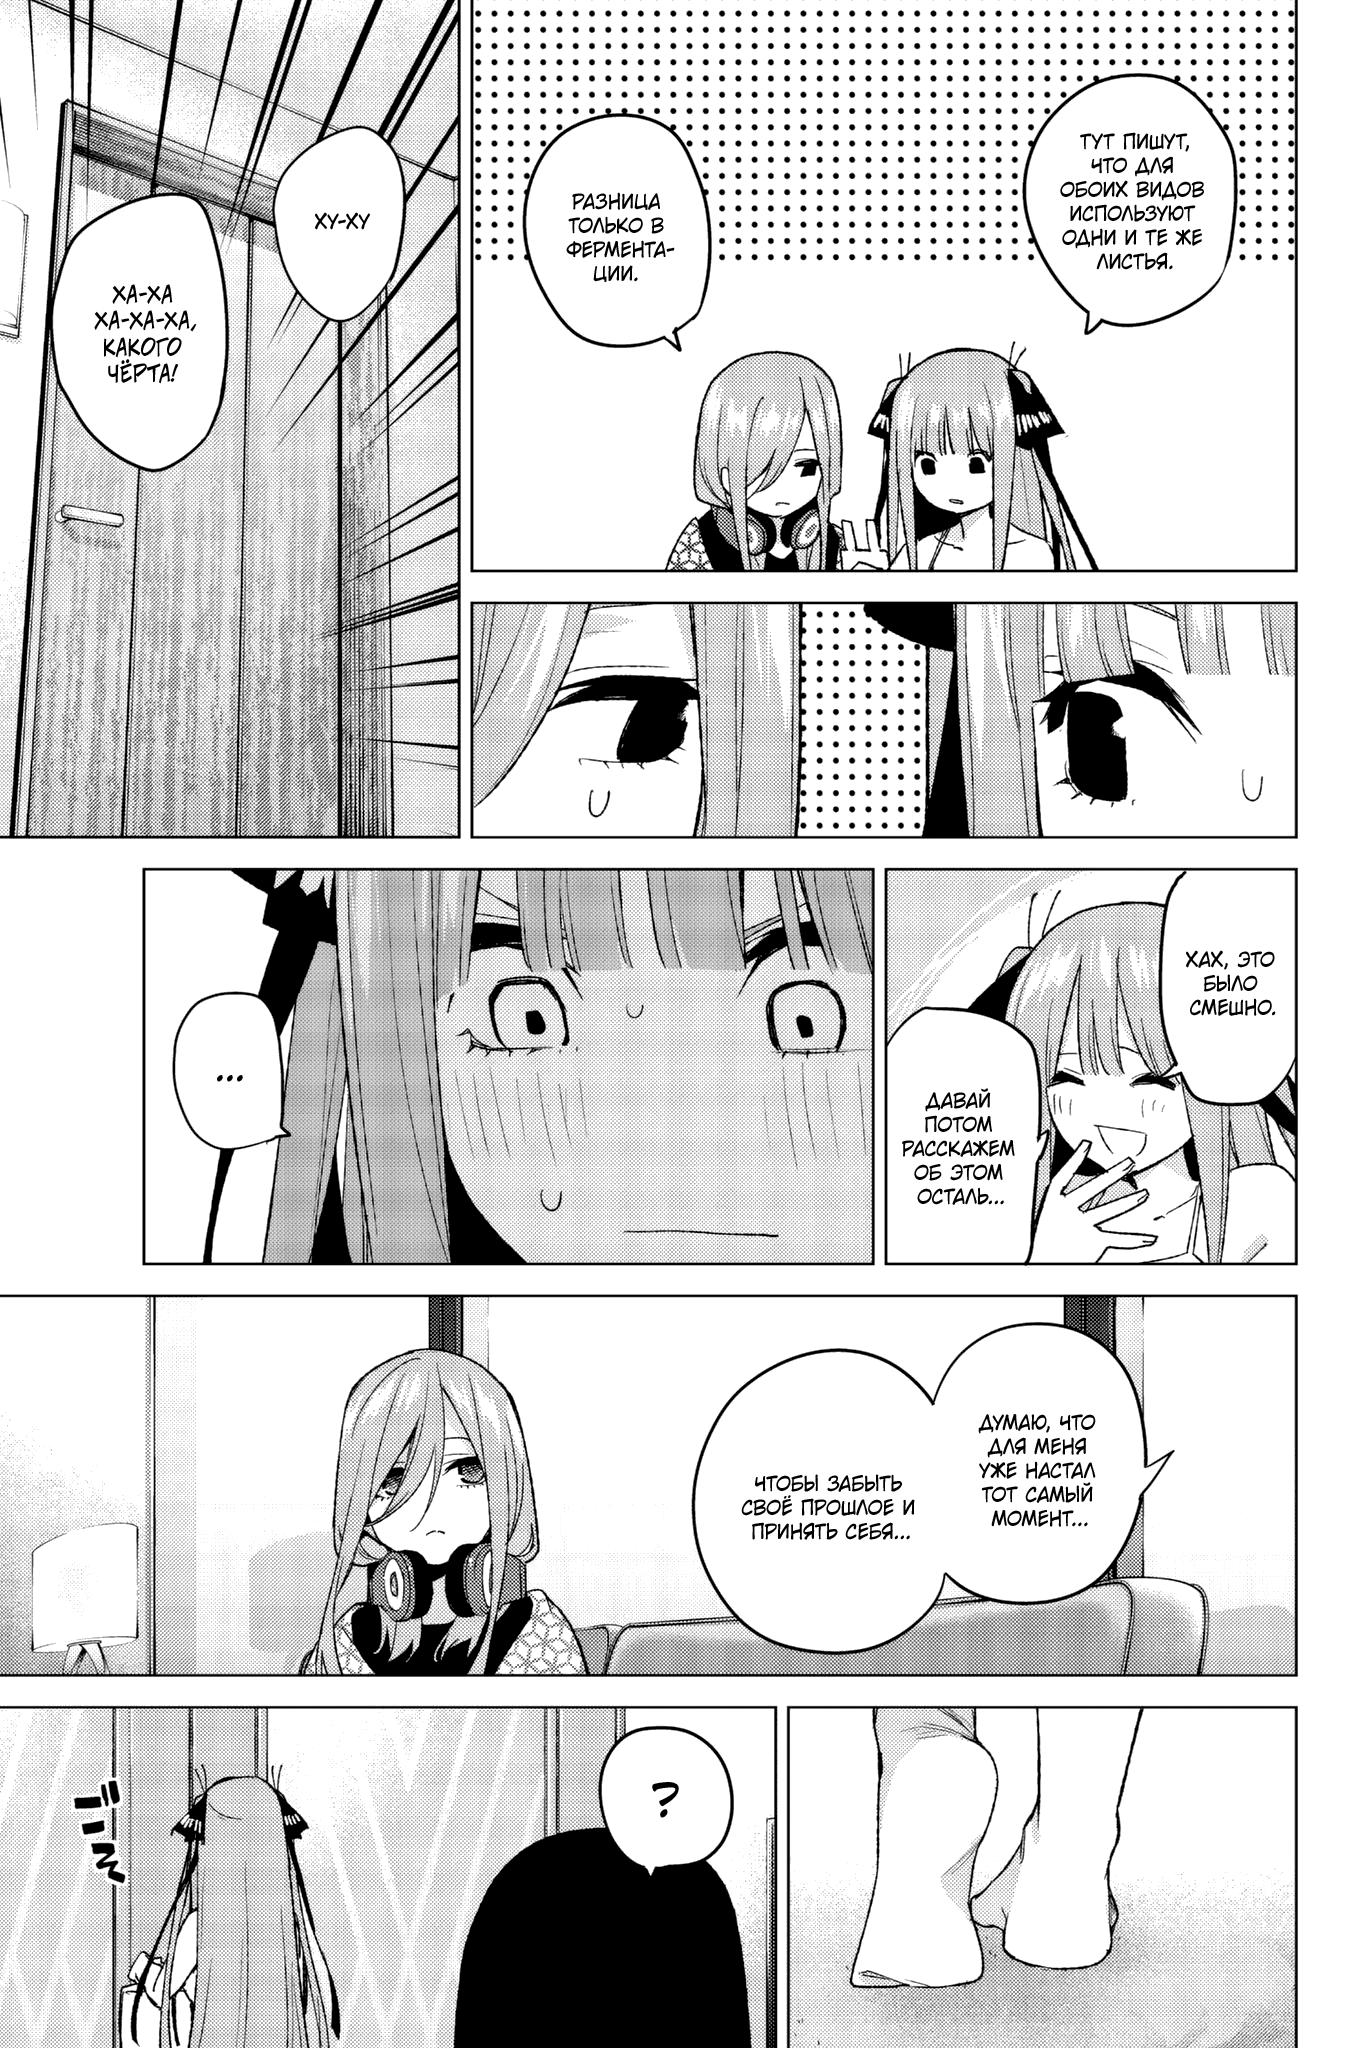 ТУТ ПИШУТ,
ЧТО ДЛЯ
ОБОИХ ВИДОВ
ИСПОЛЬЗУЮТ
ОДНИ И ТЕ ЖЕ
ЛИСТЬЯ.
РАЗНИЦА
ТОЛЬКО В
ФЕРМЕНТА-
ЦИИ.
ХУ-ХУ
ХА-ХА
ХА-ХА-ХА,
КАКОГО
ЧЁРТА!
ХАХ, ЭТО
БЫЛО
СМЕШНО.
ДАВАЙ
ПОТОМ
РАССКАЖЕМ
ОБ ЭТОМ
ОСТАЛЬ...
...
ДУМАЮ, ЧТО
ДЛЯ МЕНЯ
УЖЕ НАСТАЛ
ТОТ САМЫЙ
МОМЕНТ...
ЧТОБЫ ЗАБЫТЬ
СВОЁ ПРОШЛОЕ И
ПРИНЯТЬ СЕБЯ...
?